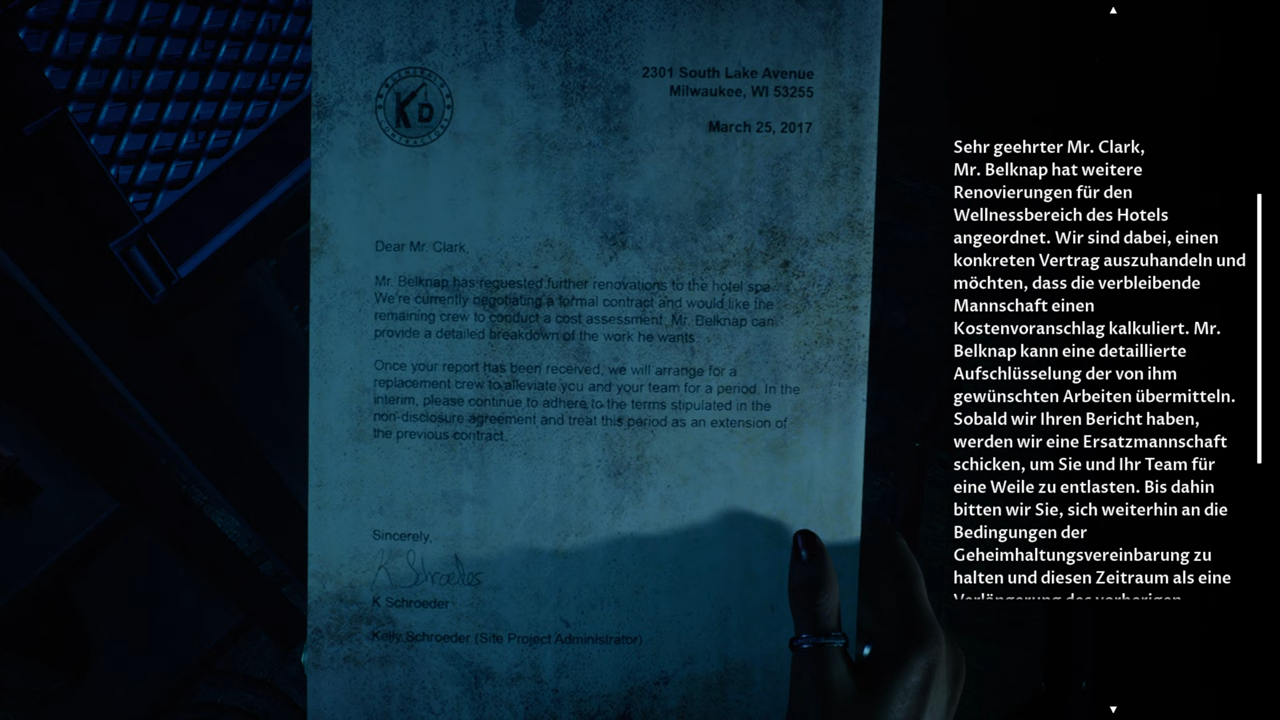 GENERAL
KD
CONTRACTORS
2301 South Lake Avenue
Milwaukee, WI 53255
March 25, 2017
Dear Mr. Clark,
Mr. Belknap has requested further renovations to the hotel spa.
We're currently negotiating a formal contract and would like the
remaining crew to conduct a cost assessment. Mr. Belknap can
provide a detailed breakdown of the work he wants.
Once your report has been received, we will arrange for a
replacement crew to alleviate you and your team for a period. In the
interim, please continue to adhere to the terms stipulated in the
non-disclosure agreement and treat this period as an extension of
the previous contract.
Sincerely,
K Schroeder
K Schroeder
Kelly Schroeder (Site Project Administrator)
Sehr geehrter Mr. Clark,
Mr. Belknap hat weitere
Renovierungen für den
Wellnessbereich des Hotels
angeordnet. Wir sind dabei, einen
konkreten Vertrag auszuhandeln und
möchten, dass die verbleibende
Mannschaft einen
Kostenvoranschlag kalkuliert. Mr.
Belknap kann eine detaillierte
Aufschlüsselung der von ihm
gewünschten Arbeiten übermitteln.
Sobald wir Ihren Bericht haben,
werden wir eine Ersatzmannschaft
schicken, um Sie und Ihr Team für
eine Weile zu entlasten. Bis dahin
bitten wir Sie, sich weiterhin an die
Bedingungen der
Geheimhaltungsvereinbarung zu
halten und diesen Zeitraum als eine
Verlängerung des vorherigen